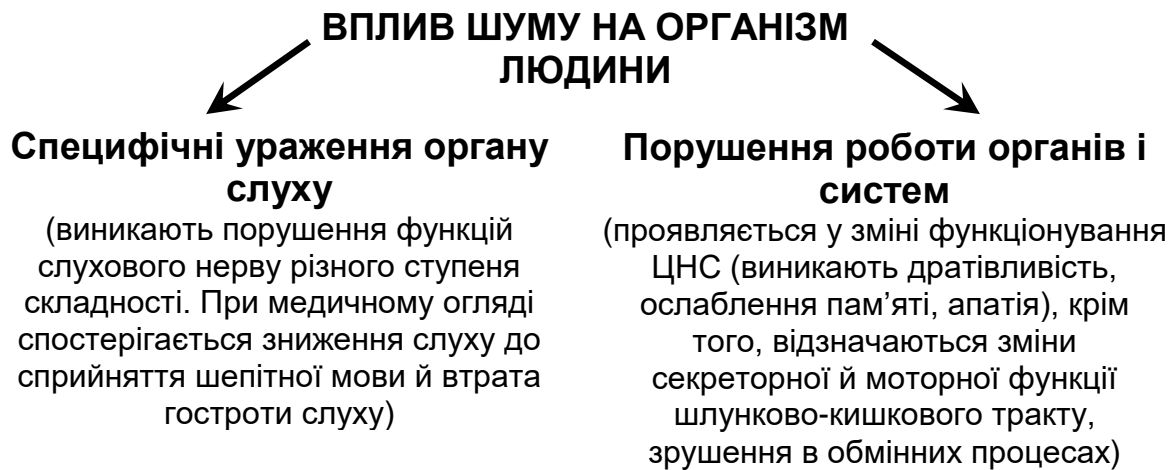 ВПЛИВ ШУМУ НА ОРГАНІЗМ
ЛЮДИНИ
Специфічні ураження органу
слуху
(виникають порушення функцій
слухового нерву різного ступеня
складності. При медичному огляді
спостерігається зниження слуху до
сприйняття шепітної мови й втрата
гостроти слуху)
Порушення роботи органів і
систем
(проявляється у зміні функціонування
ЦНС (виникають дратівливість,
ослаблення пам’яті, апатія), крім
того, відзначаються зміни
секреторної й моторної функції
шлунково-кишкового тракту,
зрушення в обмінних процесах)